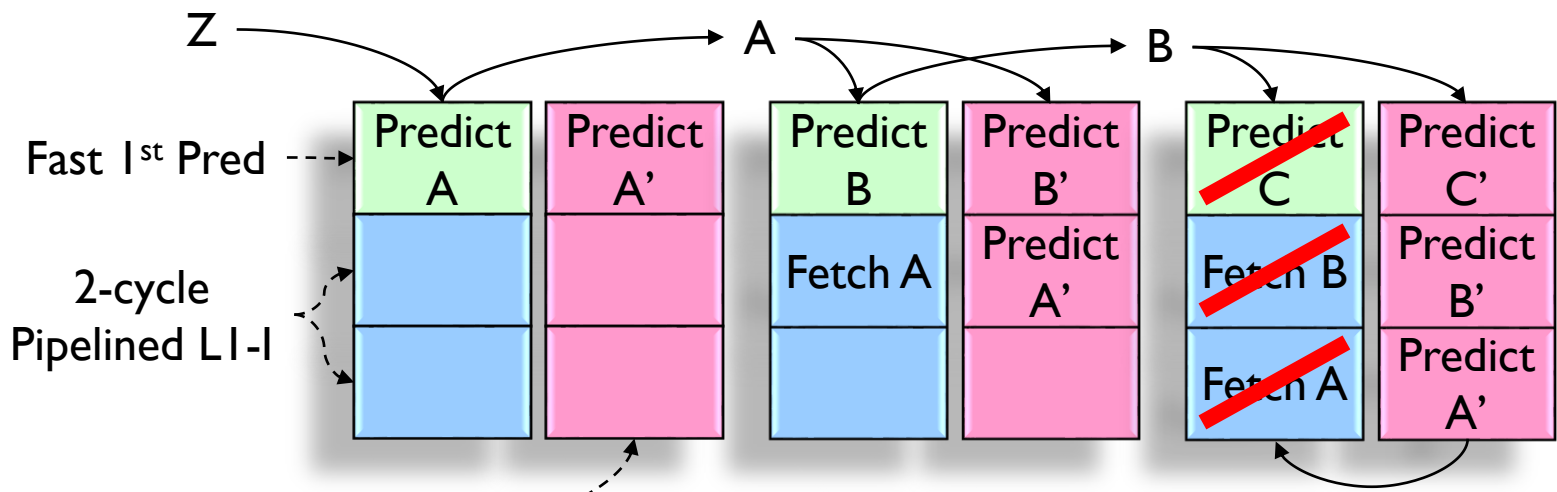 Z
A
B
Fast 1st Pred
Predict
A
Predict
A’
Predict
B
Predict
B’
Predict
C
Predict
C’
2-cycle
Pipelined L1-I
Fetch A
Predict
A’
Fetch B
Predict
B’
Fetch A
Predict
A’